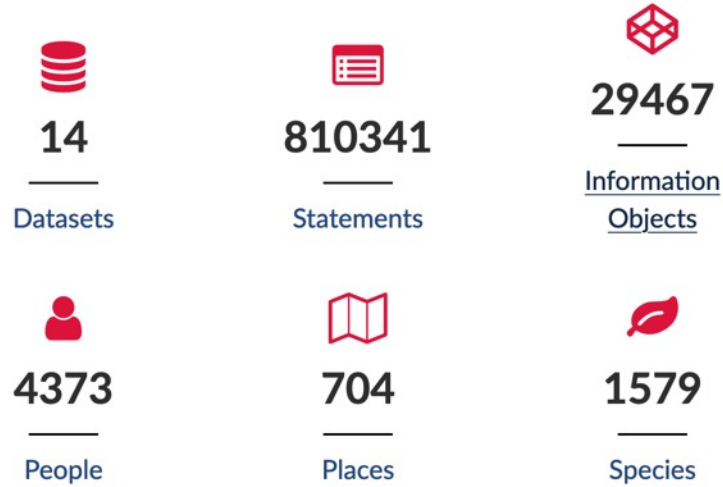 14
Datasets
810341
Statements
29467
Information
Objects
4373
People
704
Places
1579
Species